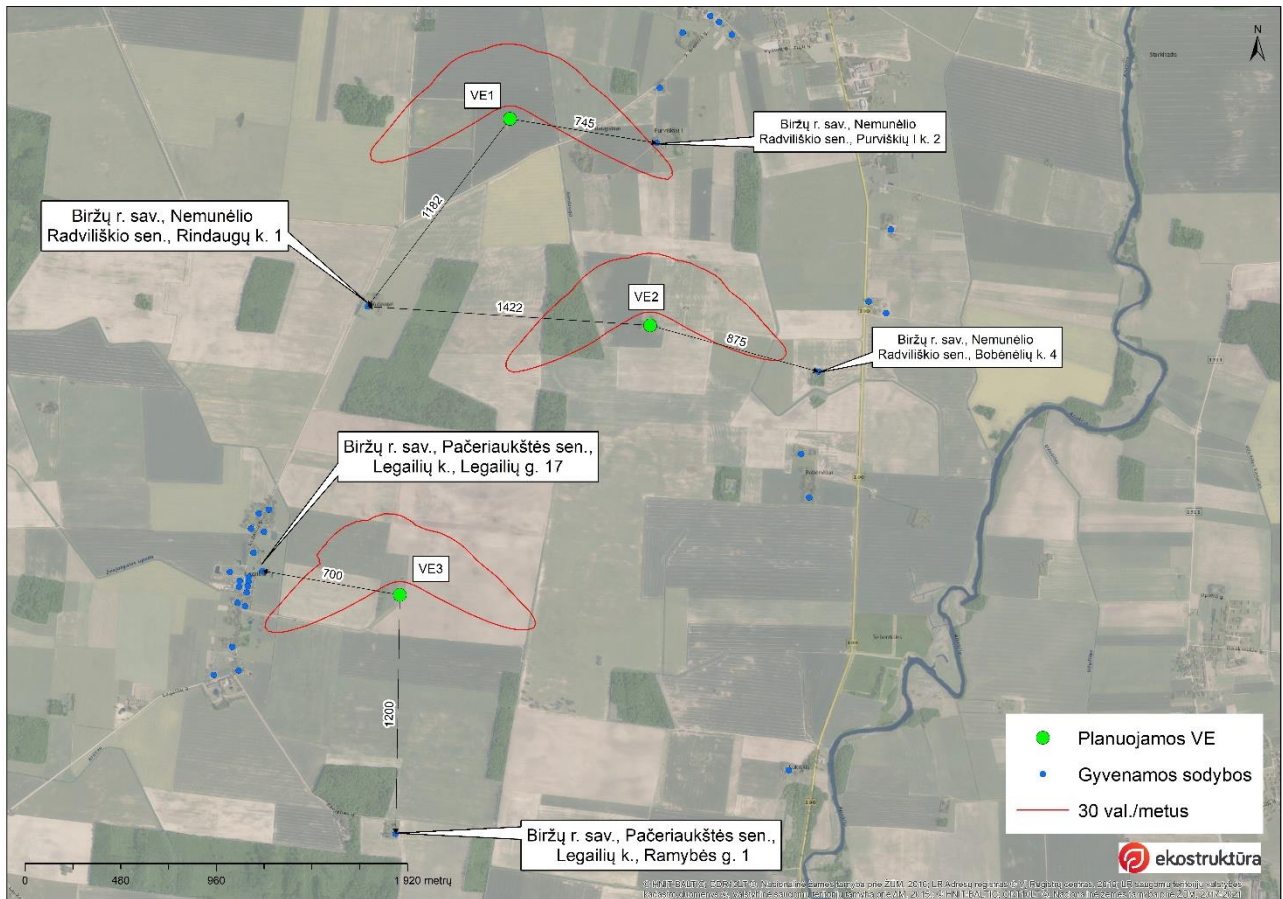 N
VE1
745
Biržų r. sav., Nemunėlio
Radviliškio sen., Purviškių I k. 2
1182
Biržų r. sav., Nemunėlio
Radviliškio sen., Rindaugų k. 1
1422
VE2
875
Biržų r. sav., Nemunėlio
Radviliškio sen., Bobėnėlių k. 4
Biržų r. sav., Pačeriaukštės sen.,
Legailių k., Legailių g. 17
700
VE3
1200
Biržų r. sav., Pačeriaukštės sen.,
Legailių k., Ramybės g. 1
Planuojamos VE
Gyvenamos sodybos
30 val./metus
0 480 960 1 920 metrų
ekostruktūra